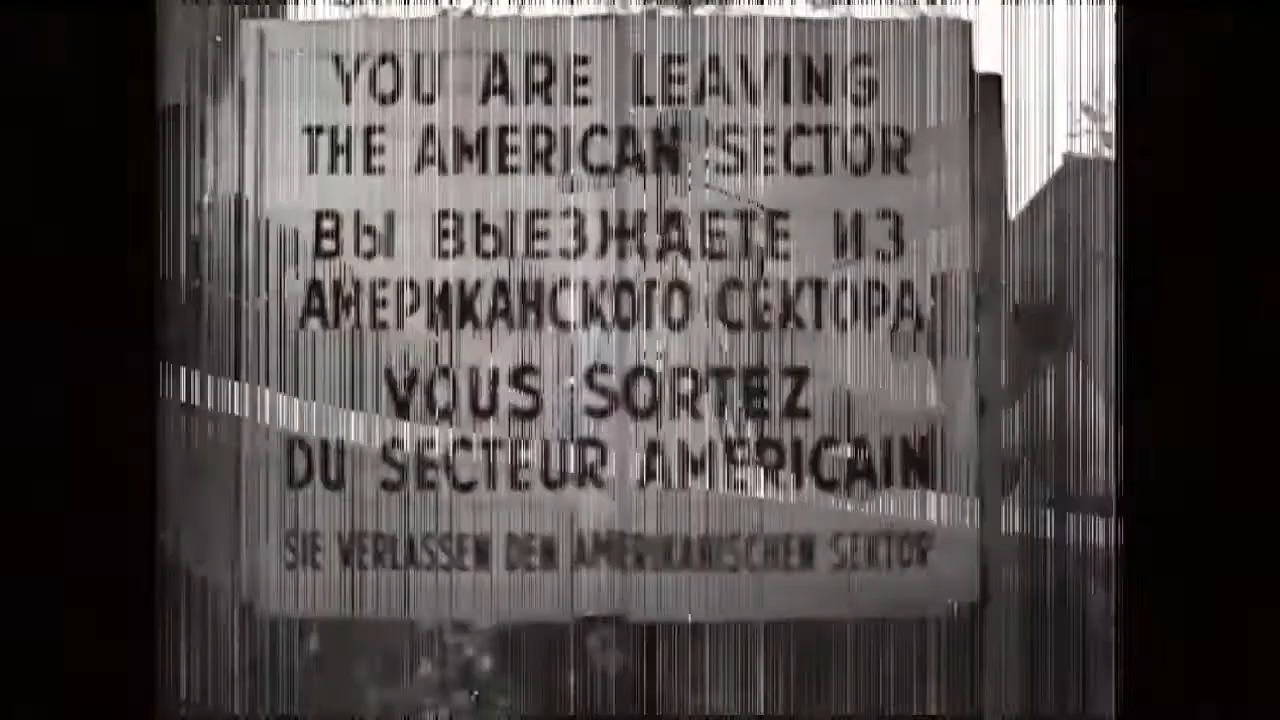 YOU ARE LEAVING
THE AMERICAN SECTOR
ВЫ ВЫЕЗЖАЕТЕ ИЗ
АМЕРИКАНСКОГО СЕКТОРА
VOUS SORTEZ
DU SECTEUR AMERICAIN
SIE VERLASSEN DEN AMERIKANISCHEN SEKTOR